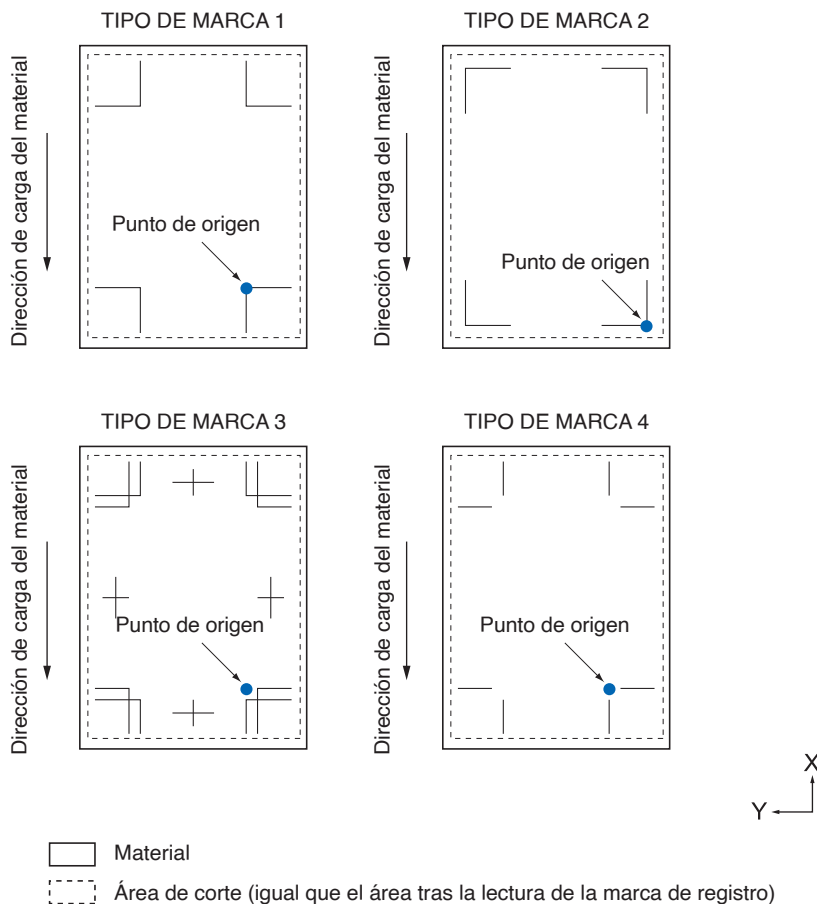 TIPO DE MARCA 1
Dirección de carga del material
Punto de origen
TIPO DE MARCA 2
Dirección de carga del material
Punto de origen
TIPO DE MARCA 3
Dirección de carga del material
Punto de origen
TIPO DE MARCA 4
Dirección de carga del material
Punto de origen
X
Y
Material
Área de corte (igual que el área tras la lectura de la marca de registro)